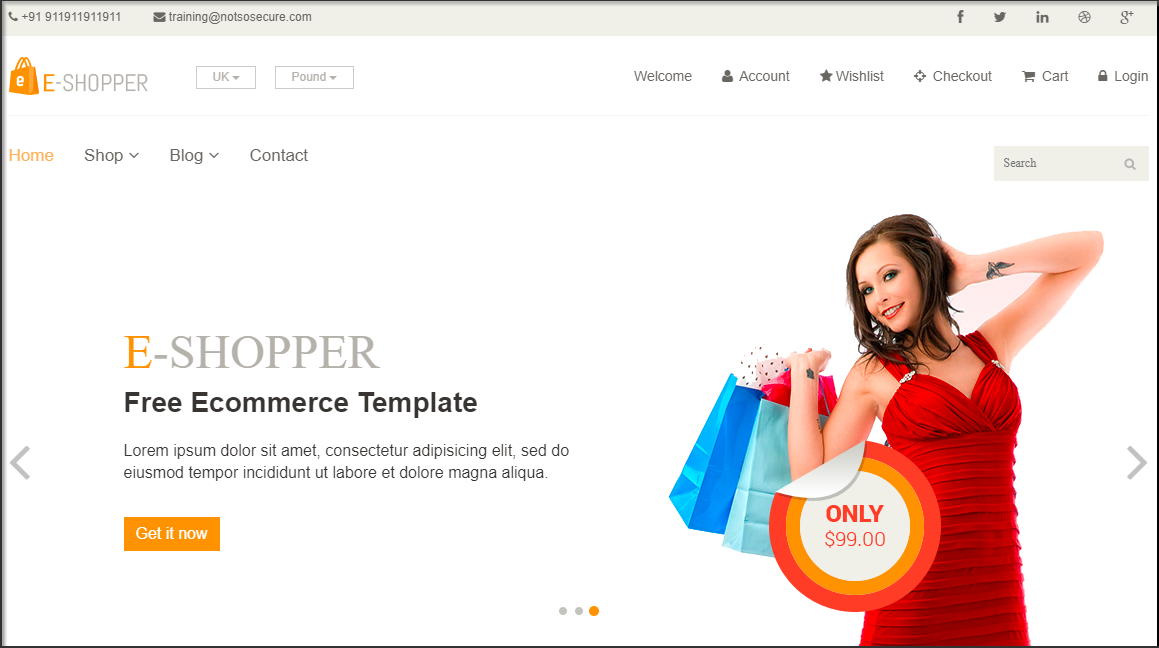 +91 911911911911 training@notsosecure.com
E-SHOPPER UK Pound Welcome Account Wishlist Checkout Cart Login
Home Shop Blog Contact Search
E-SHOPPER
Free Ecommerce Template
Lorem ipsum dolor sit amet, consectetur adipisicing elit, sed do
eiusmod tempor incididunt ut labore et dolore magna aliqua.
Get it now
ONLY
$99.00